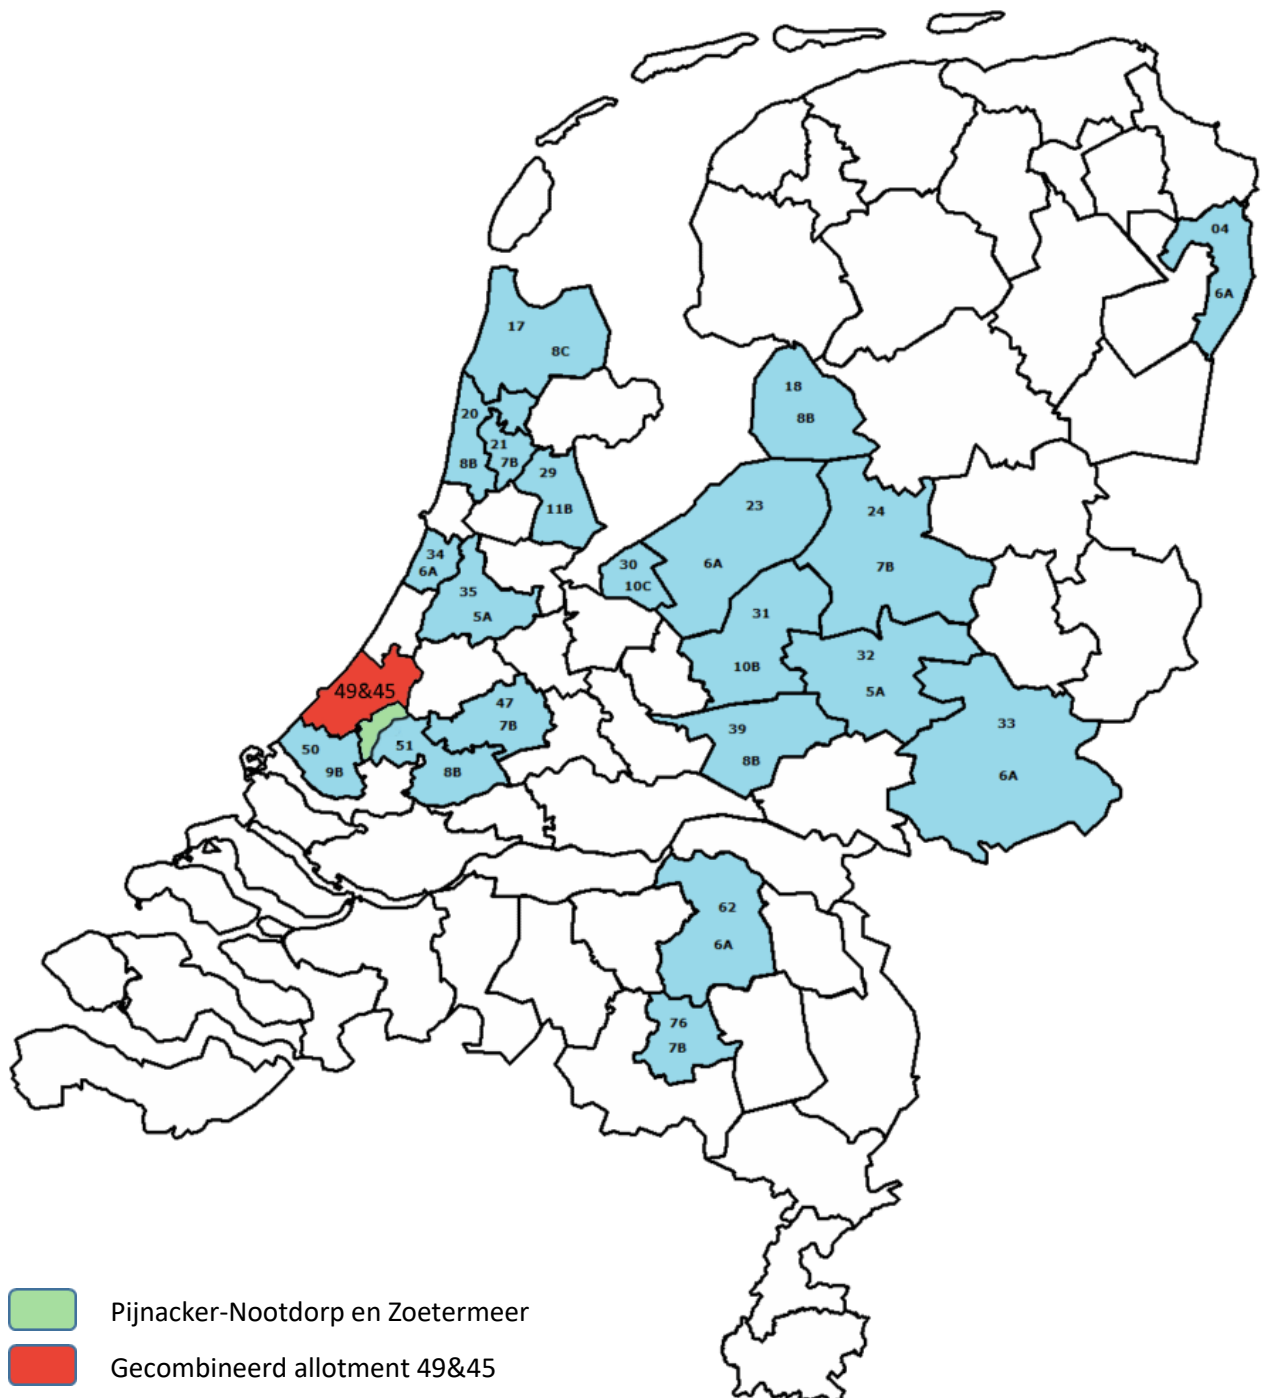 04
6A
17
8C
18
8B
20
21
8B
7B
29
11B
23
24
34
6A
30
10C
6A
7B
35
5A
31
32
10B
5A
49&45
47
7B
33
39
50
51
8B
9B
8B
6A
62
6A
76
7B
Pijnacker-Nootdorp en Zoetermeer
Gecombineerd allotment 49&45